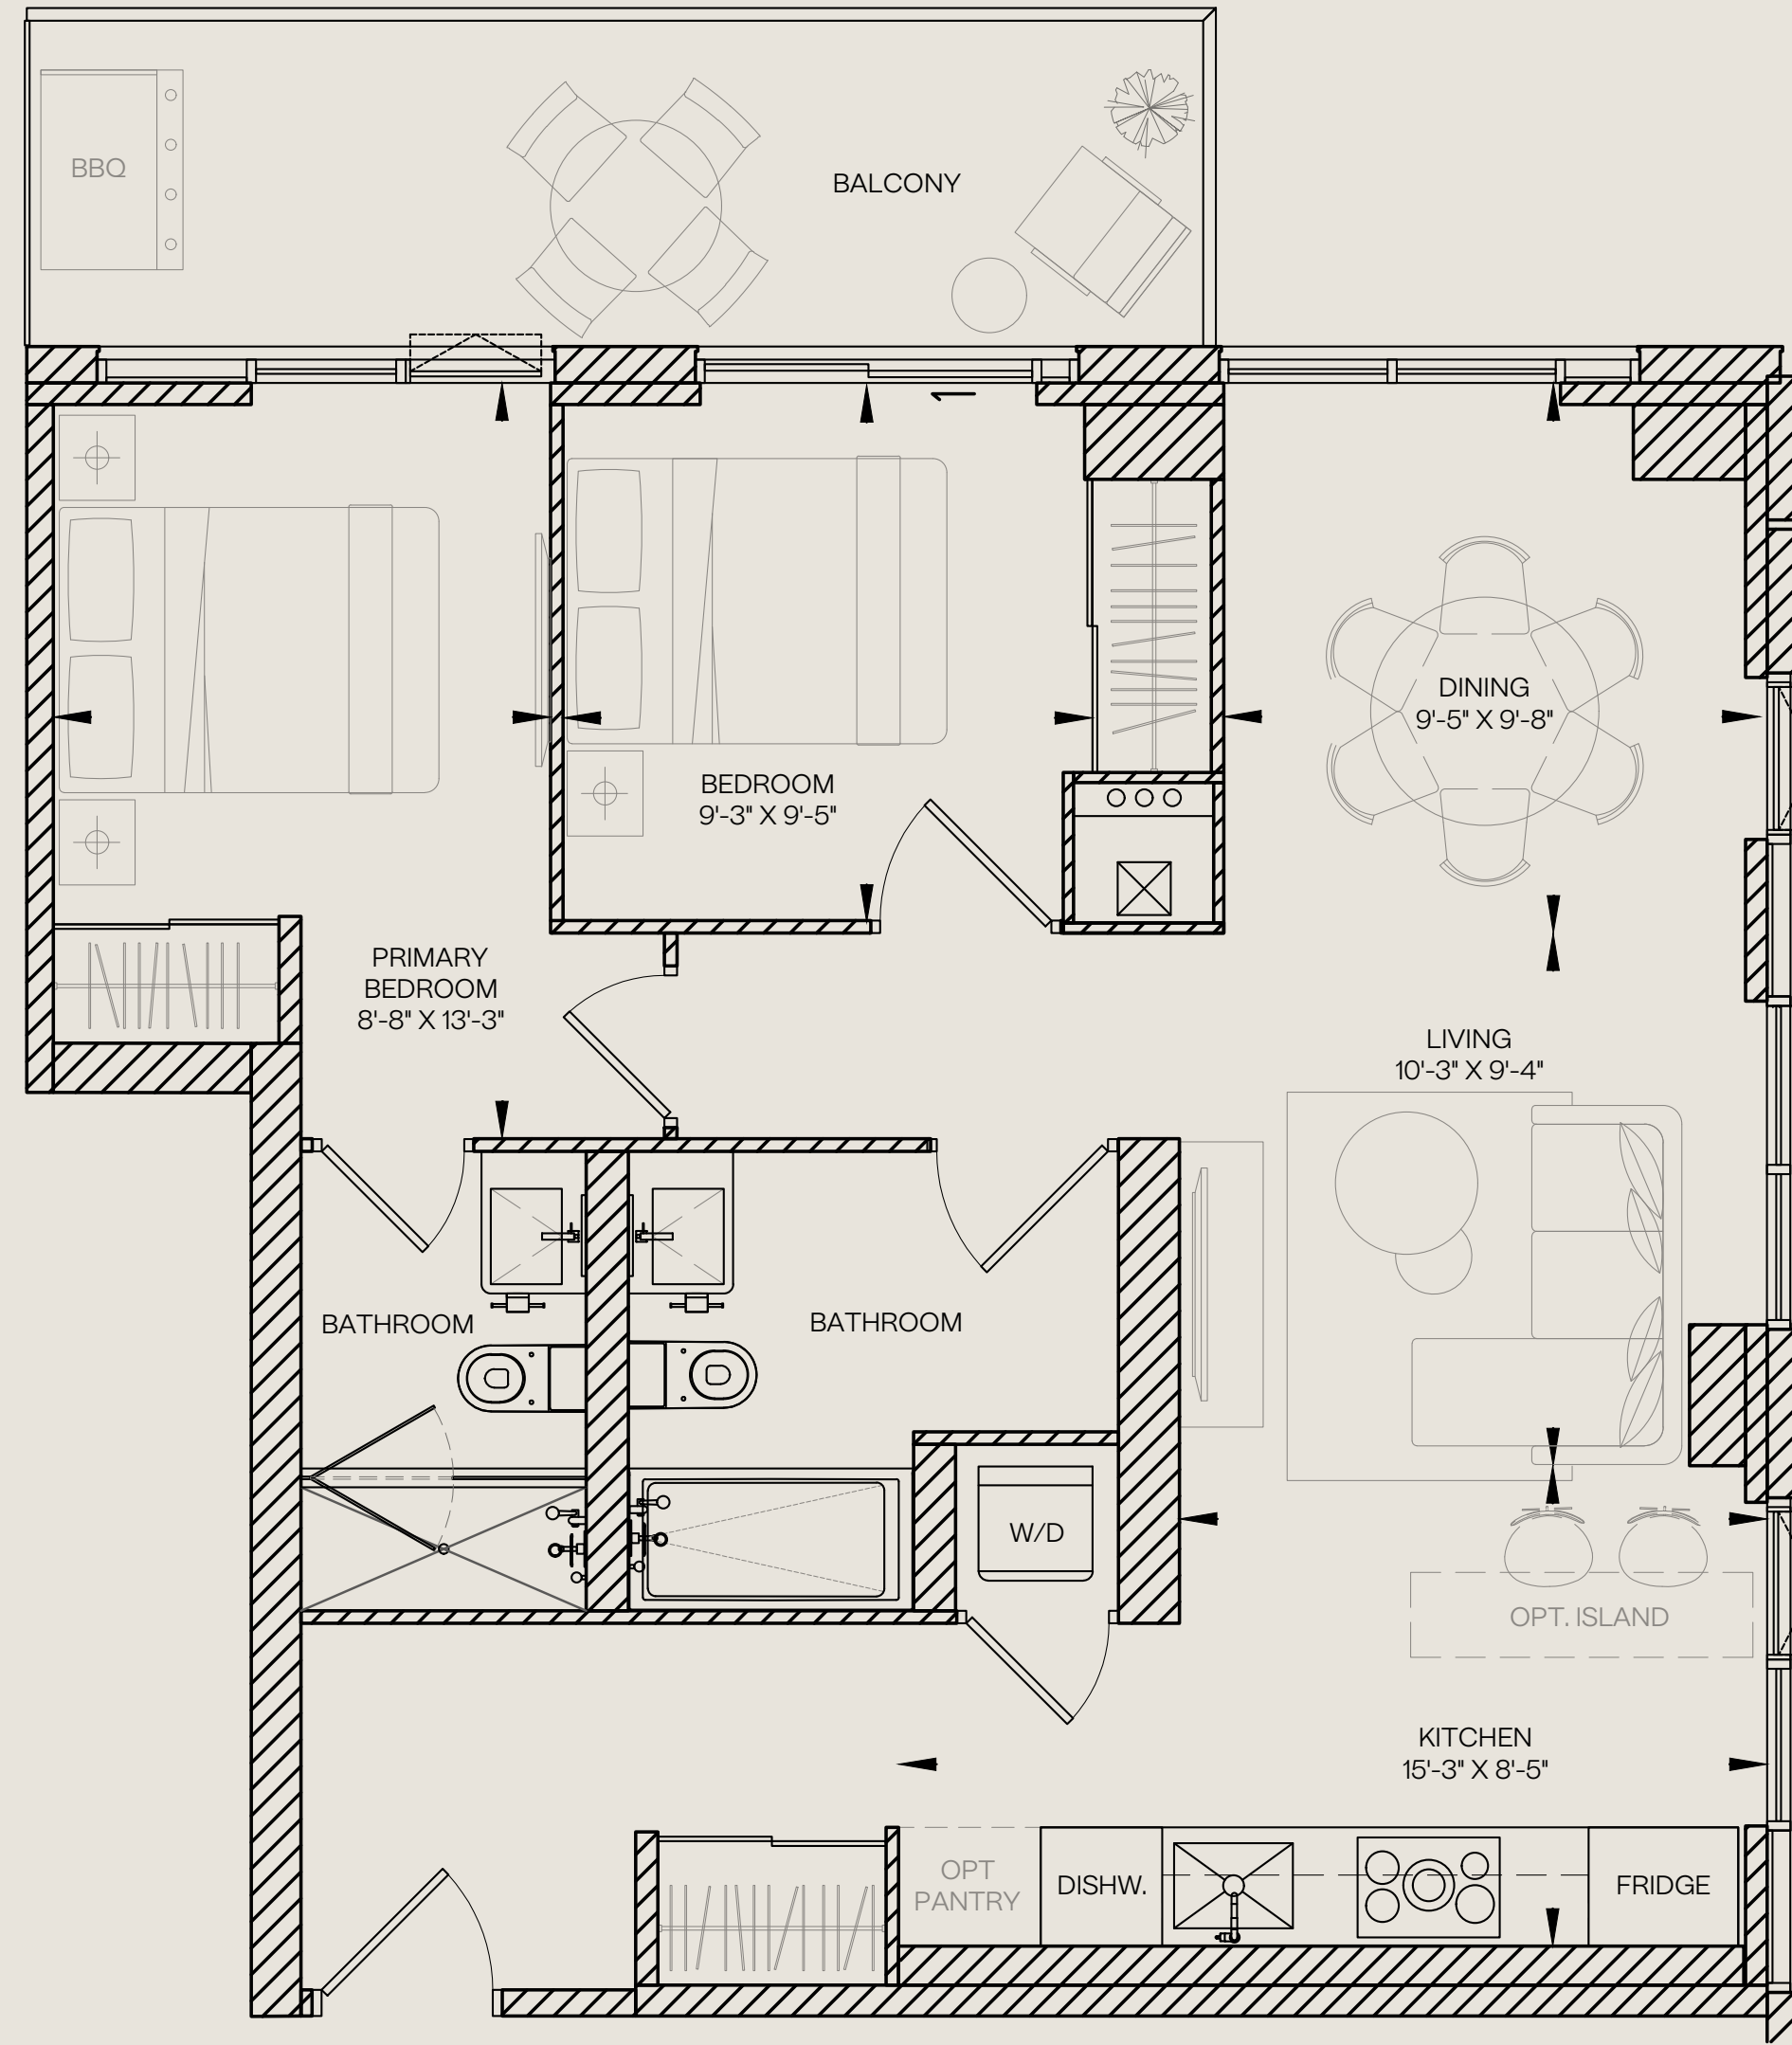 BBQ
BALCONY
DINING
9'-5" X 9'-8"
BEDROOM
9'-3" X 9'-5"
PRIMARY
BEDROOM
8'-8" X 13'-3"
LIVING
10'-3" X 9'-4"
BATHROOM
BATHROOM
W/D
OPT. ISLAND
KITCHEN
15'-3" X 8'-5"
OPT
PANTRY
DISHW.
FRIDGE